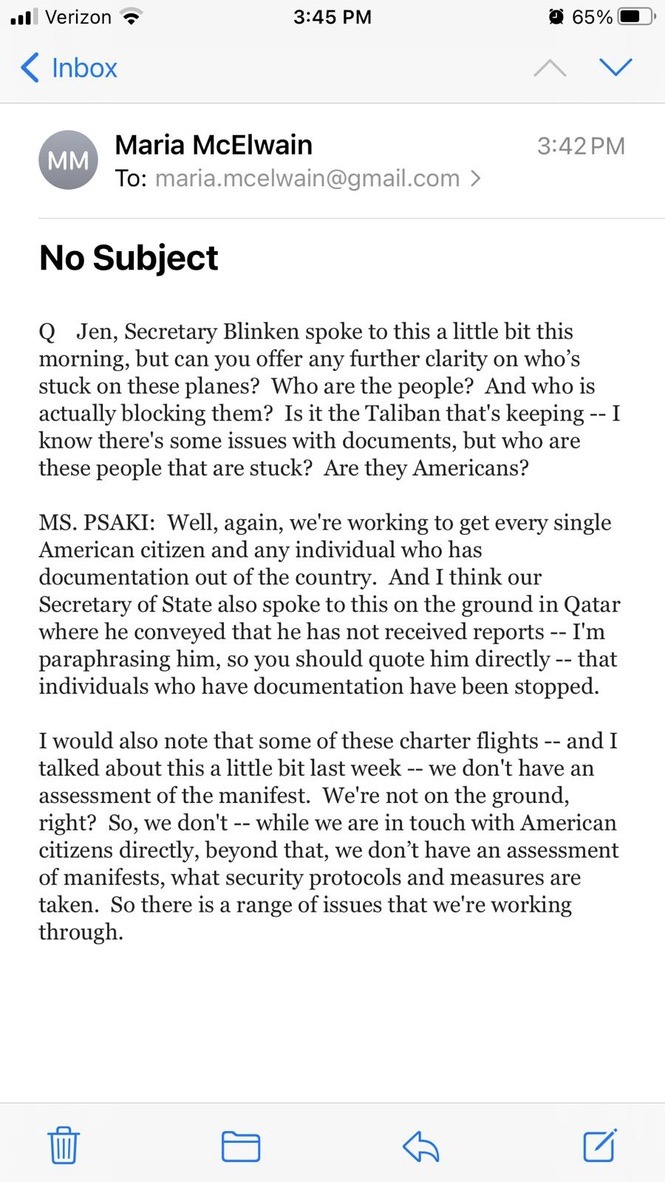 Verizon 3:45 PM 65%
Inbox
MM
Maria McElwain 3:42 PM
To: maria.mcelwain@gmail.com >
No Subject
Q Jen, Secretary Blinken spoke to this a little bit this
morning, but can you offer any further clarity on who’s
stuck on these planes? Who are the people? And who is
actually blocking them? Is it the Taliban that's keeping -- I
know there's some issues with documents, but who are
these people that are stuck? Are they Americans?
MS. PSAKI: Well, again, we're working to get every single
American citizen and any individual who has
documentation out of the country. And I think our
Secretary of State also spoke to this on the ground in Qatar
where he conveyed that he has not received reports -- I'm
paraphrasing him, so you should quote him directly -- that
individuals who have documentation have been stopped.
I would also note that some of these charter flights -- and I
talked about this a little bit last week -- we don't have an
assessment of the manifest. We're not on the ground,
right? So, we don't -- while we are in touch with American
citizens directly, beyond that, we don’t have an assessment
of manifests, what security protocols and measures are
taken. So there is a range of issues that we're working
through.